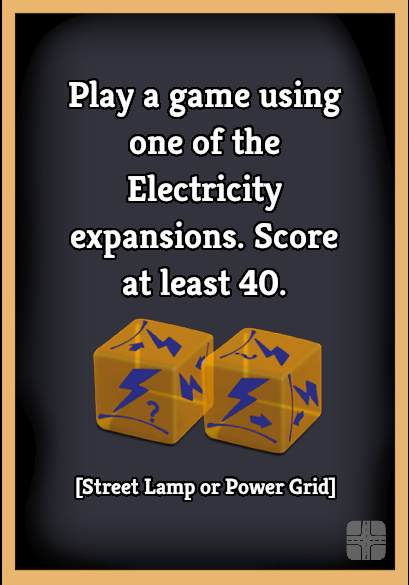 Play a game using
one of the
Electricity
expansions. Score
at least 40.
?
[Street Lamp or Power Grid]